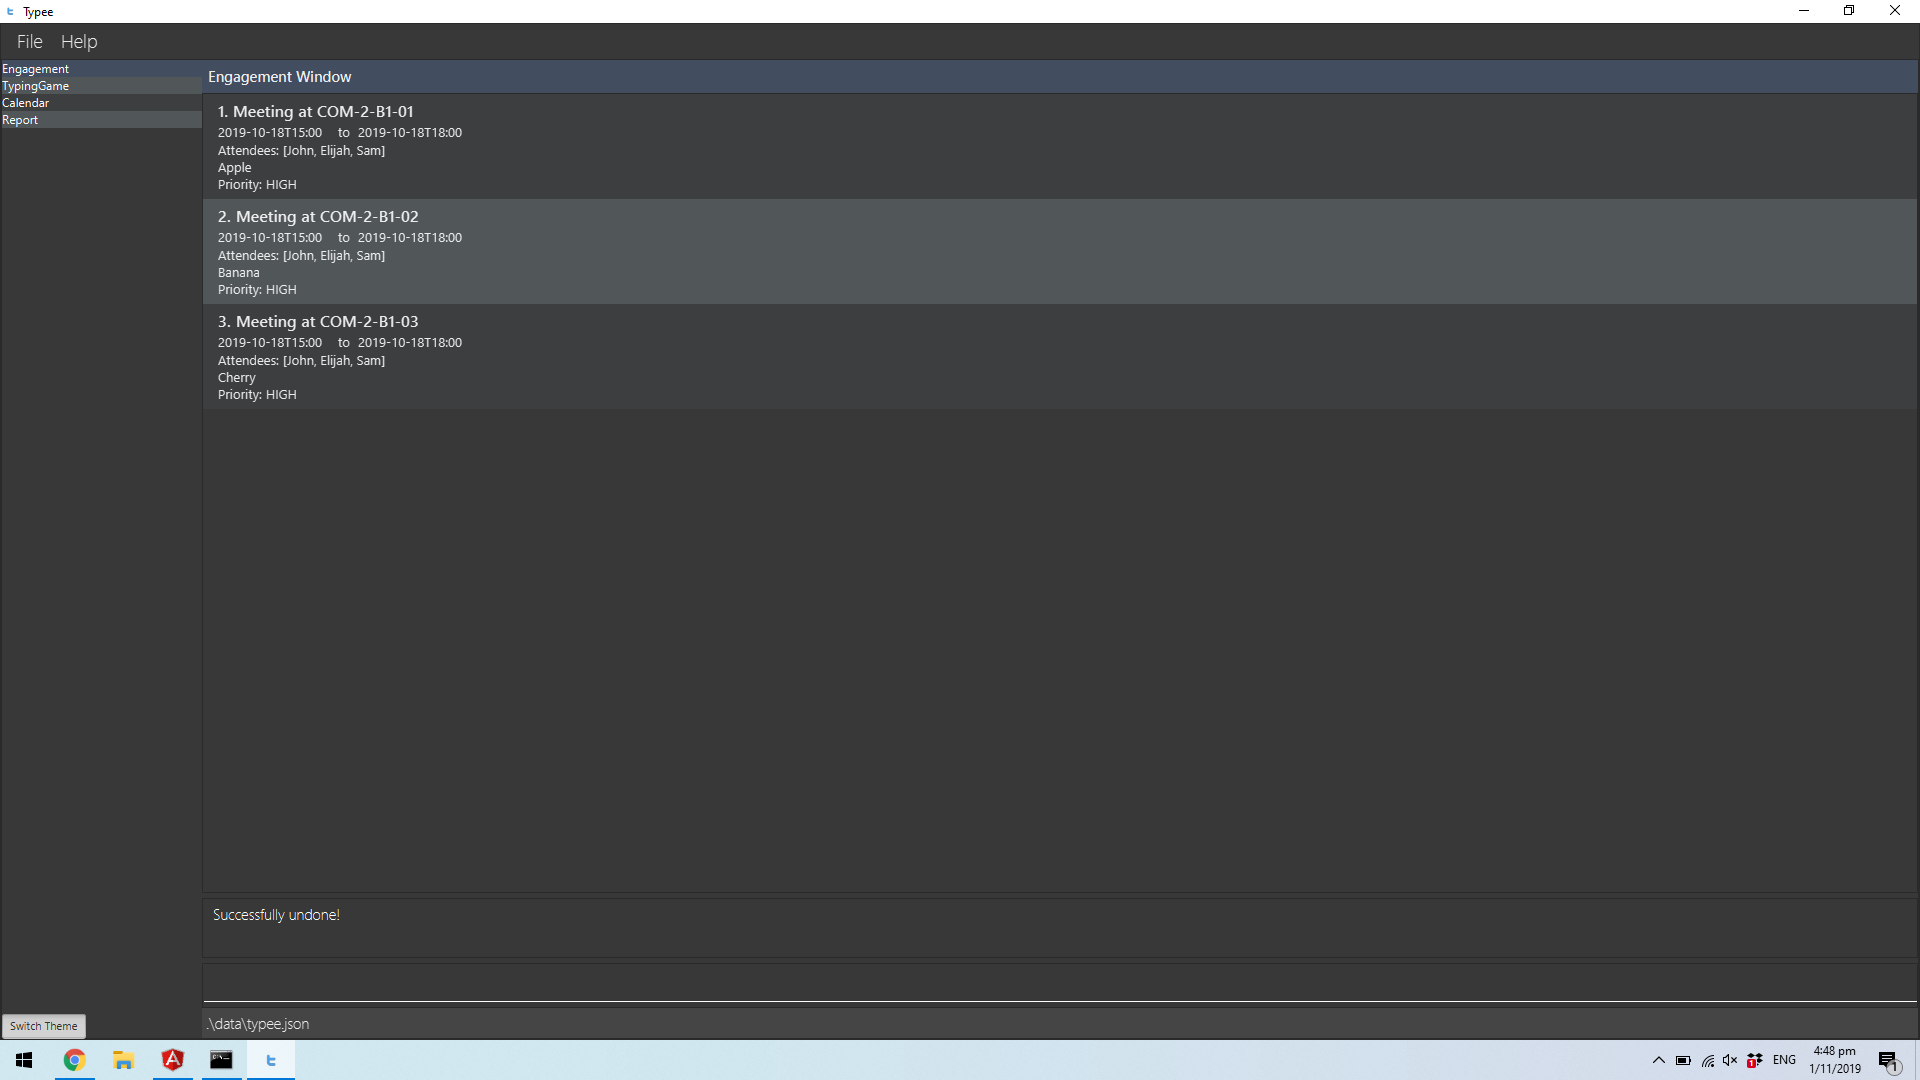 Typee
File Help
Engagement
TypingGame
Calendar
Report
Engagement Window
1. Meeting at COM-2-B1-01
2019-10-18T15:00 to 2019-10-18T18:00
Attendees: [John, Elijah, Sam]
Apple
Priority: HIGH
2. Meeting at COM-2-B1-02
2019-10-18T15:00 to 2019-10-18T18:00
Attendees: [John, Elijah, Sam]
Banana
Priority: HIGH
3. Meeting at COM-2-B1-03
2019-10-18T15:00 to 2019-10-18T18:00
Attendees: [John, Elijah, Sam]
Cherry
Priority: HIGH
Successfully undone!
.\data\typee.json
Switch Theme
ENG
4:48 pm
1/11/2019
1